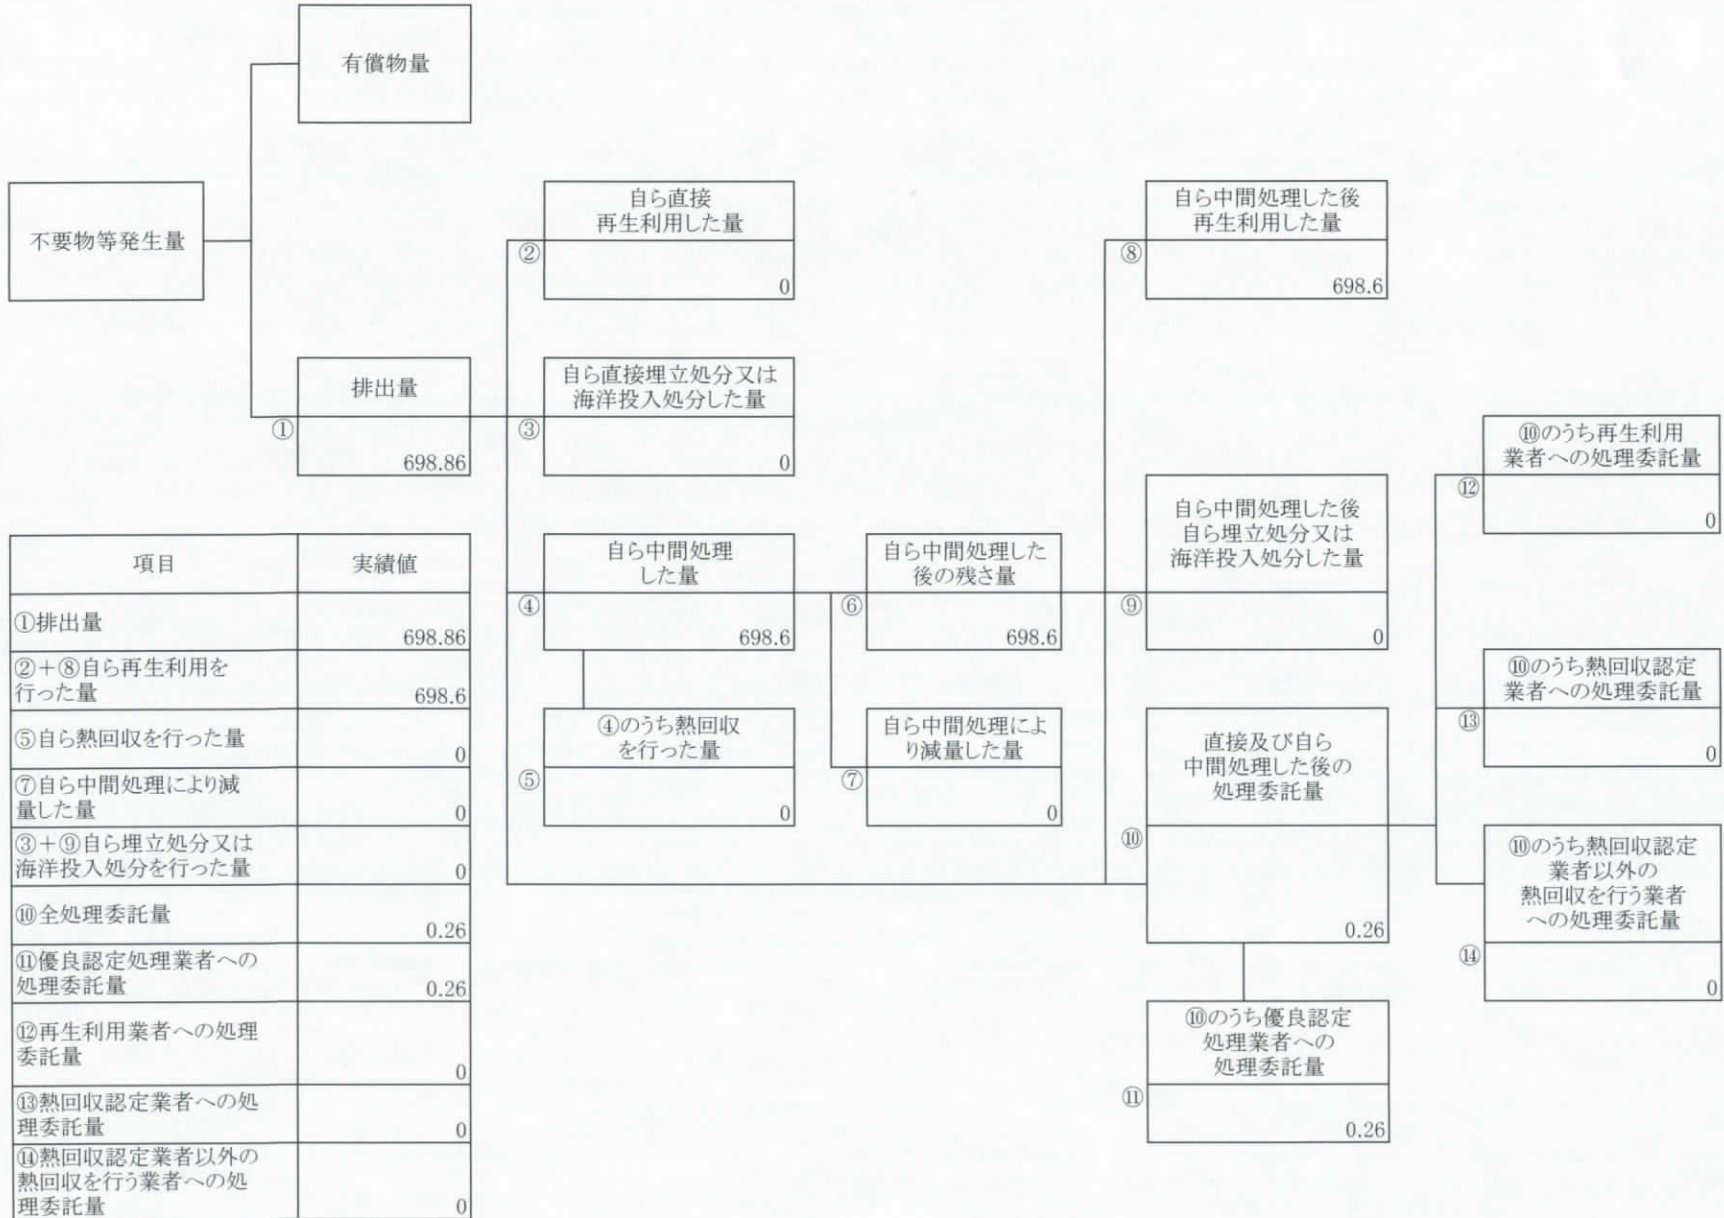 有償物量
不要物等発生量
排出量
①
698.86
自ら直接
再生利用した量
②
0
自ら直接埋立処分又は
海洋投入処分した量
③
0
自ら中間処理
した量
④
698.6
④のうち熱回収
を行った量
⑤
0
自ら中間処理した
後の残さ量
⑥
698.6
自ら中間処理によ
り減量した量
⑦
0
自ら中間処理した後
再生利用した量
⑧
698.6
自ら中間処理した後
自ら埋立処分又は
海洋投入処分した量
⑨
0
直接及び自ら
中間処理した後の
処理委託量
⑩
0.26
⑩のうち優良認定
処理業者への
処理委託量
⑪
0.26
⑩のうち再生利用
業者への処理委託量
⑫
0
⑩のうち熱回収認定
業者への処理委託量
⑬
0
⑩のうち熱回収認定
業者以外の
熱回収を行う業者
への処理委託量
⑭
0
項目 実績値
①排出量
698.86
②+⑧自ら再生利用を
行った量
698.6
⑤自ら熱回収を行った量
0
⑦自ら中間処理により減
量した量
0
③+⑨自ら埋立処分又は
海洋投入処分を行った量
0
⑩全処理委託量
0.26
⑪優良認定処理業者への
処理委託量
0.26
⑫再生利用業者への処理
委託量
0
⑬熱回収認定業者への処
理委託量
0
⑭熱回収認定業者以外の
熱回収を行う業者への処
理委託量
0